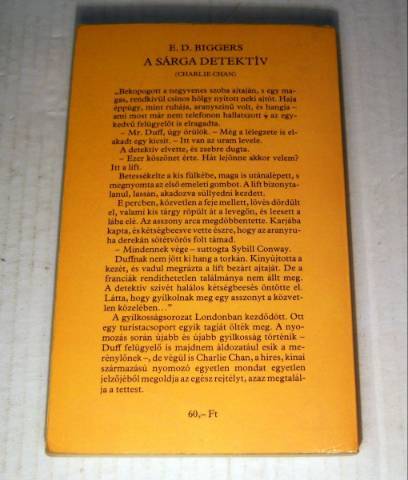 E. D. BIGGERS
A SÁRGA DETEKTÍV
(CHARLIE CHAN)
„Bekopogott a negyvenes szoba ajtaján, s egy ma-
gas, rendkívül csinos hölgy nyitott neki ajtót. Haja
éppúgy, mint ruhája, aranyszínű volt, és hangja –
ami most már nem telefonon hallatszott – az egy-
kedvű felügyelőt is elragadta.
– Mr. Duff, úgy örülök. – Még a lélegzete is el-
akadt egy kicsit. – Itt van az uram levele.
A detektív elvette, és zsebre dugta.
– Ezer köszönet érte. Hát lejönne akkor velem?
Itt a lift.
Betessékelte a kis fülkébe, maga is utánalépett, s
megnyomta az első emeleti gombot. A lift bizonyta-
lanul, lassan, akadozva süllyedni kezdett.
E percben, közvetlen a feje mellett, lövés dördült
el, valami kis tárgy röpült át a levegőn, és leesett a
lába elé. Az asszony arca megdöbbentette. Karjába
kapta, és kétségbeesve vette észre, hogy az aranyru-
ha derekán sötétvörös folt támad.
– Mindennek vége – suttogta Sybill Conway.
Duffnak nem jött ki hang a torkán. Kinyújtotta a
kezét, és vadul megrázta a lift bezárt ajtaját. De a
franciák rendíthetetlen találmánya nem állt meg.
A detektív szívét halálos kétségbeesés öntötte el.
Látta, hogy gyilkolnak meg egy asszonyt a közvet-
len közelében…”
A gyilkosságsorozat Londonban kezdődött. Ott
egy turistacsoport egyik tagját ölték meg. A nyo-
mozás során újabb és újabb gyilkosság történik –
Duff felügyelő is majdnem áldozatául esik a me-
rénylőnek –, de végül is Charlie Chan, a híres, kínai
származású nyomozó egyetlen mondat egyetlen
jelzőjéből megoldja az egész rejtélyt, azaz megtalál-
ja a tettest.
60,– Ft